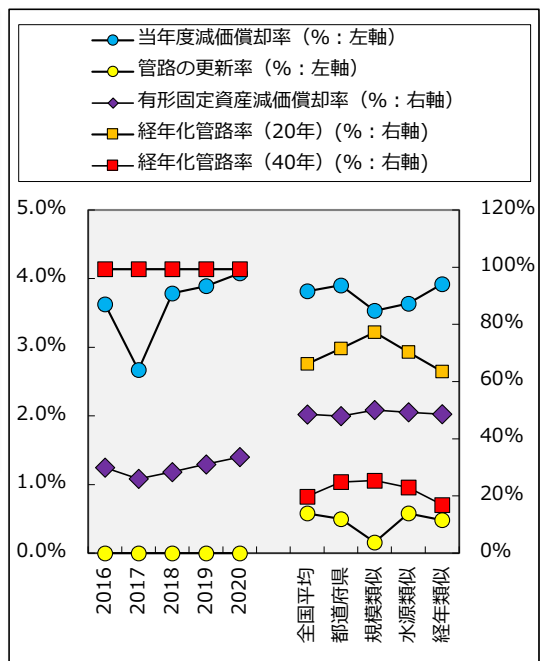 当年度減価償却率（%：左軸）
管路の更新率（%：左軸）
有形固定資産減価償却率（%：右軸）
経年化管路率（20年）(%：右軸)
経年化管路率（40年）(%：右軸)
5.0%
4.0%
3.0%
2.0%
1.0%
0.0%
120%
100%
80%
60%
40%
20%
0%
2016
2017
2018
2019
2020
全国平均
都道府県
規模類似
水源類似
経年類似